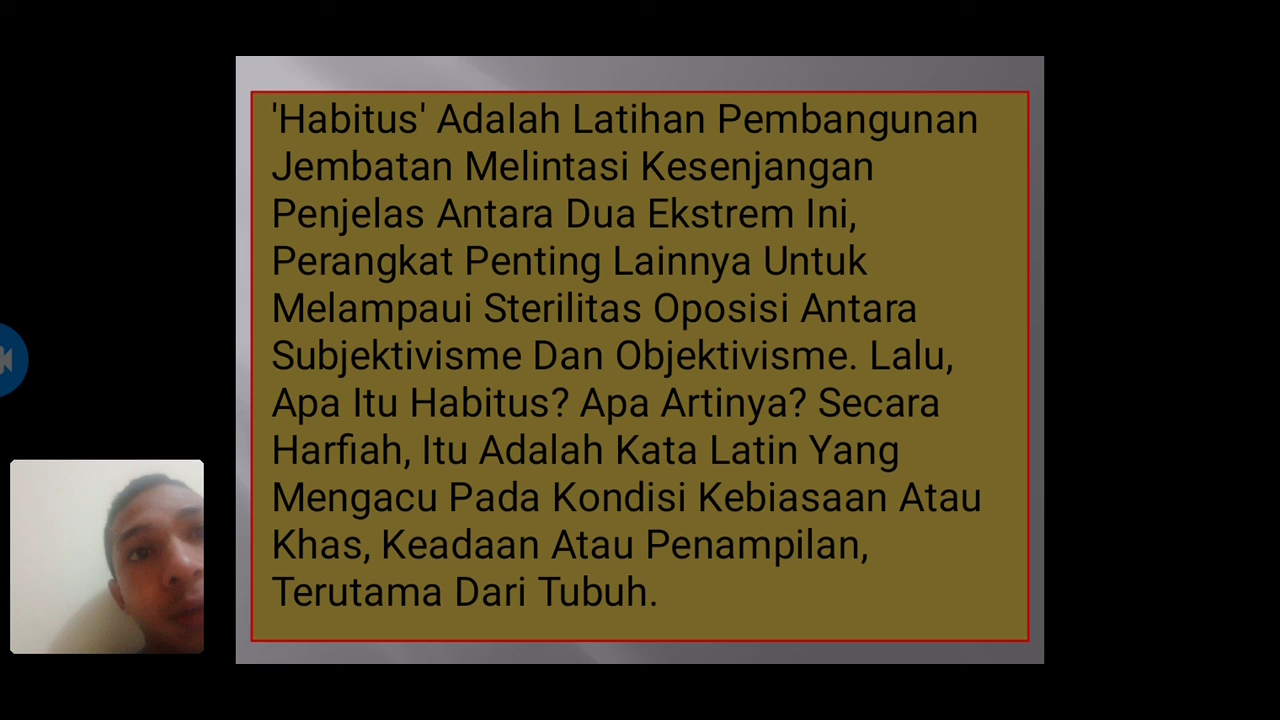 'Habitus' Adalah Latihan Pembangunan
Jembatan Melintasi Kesenjangan
Penjelas Antara Dua Ekstrem Ini,
Perangkat Penting Lainnya Untuk
Melampaui Sterilitas Oposisi Antara
Subjektivisme Dan Objektivisme. Lalu,
Apa Itu Habitus? Apa Artinya? Secara
Harfiah, Itu Adalah Kata Latin Yang
Mengacu Pada Kondisi Kebiasaan Atau
Khas, Keadaan Atau Penampilan,
Terutama Dari Tubuh.